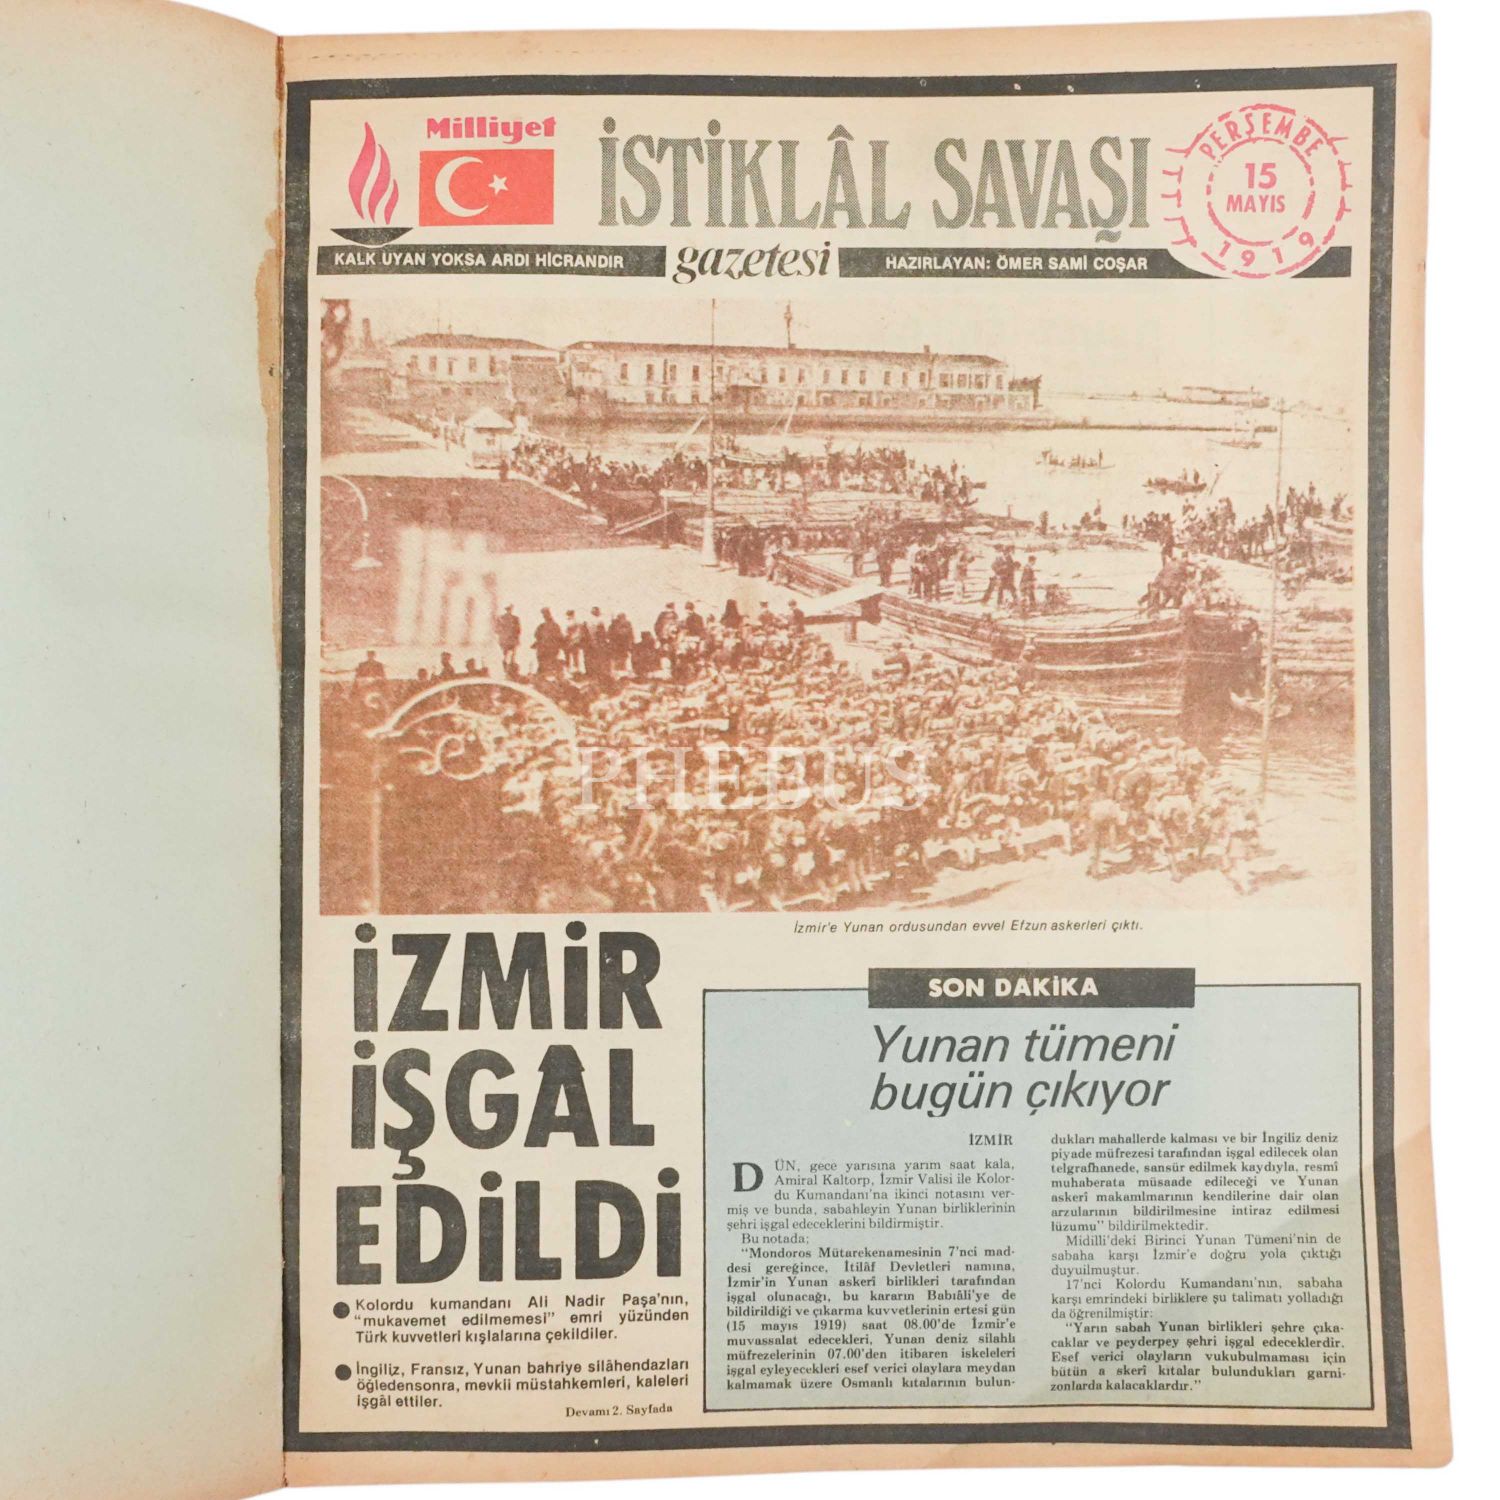 Milliyet
İSTİKLÂL SAVAŞI
gazetesi
PERŞEMBE
15
MAYIS
1919
KALK UYAN YOKSA ARDI HİCRANDIR
HAZIRLAYAN: ÖMER SAMİ COŞAR
PHEBUS
İzmir'e Yunan ordusundan evvel Efzun askerleri çıktı.
İZMİR
İŞGAL
EDİLDİ
● Kolordu kumandanı Ali Nadir Paşa'nın,
"mukavemet edilmemesi" emri yüzünden
Türk kuvvetleri kışlalarına çekildiler.
● İngiliz, Fransız, Yunan bahriye silâhendazları
öğledensonra, mevkii müstahkemleri, kaleleri
işgâl ettiler.
Devamı 2. Sayfada
SON DAKİKA
Yunan tümeni
bugün çıkıyor
İZMİR
DÜN, gece yarısına yarım saat kala,
Amiral Kaltorp, İzmir Valisi ile Kolor-
du Kumandanı'na ikinci notasını ver-
miş ve bunda, sabahleyin Yunan birliklerinin
şehri işgal edeceklerini bildirmiştir.
Bu notada;
"Mondoros Mütarekenamesinin 7'nci mad-
desi gereğince, İtilâf Devletleri namına,
İzmir'in Yunan askerî birlikleri tarafından
işgal olunacağı, bu kararın Babıâli'ye de
bildirildiği ve çıkarma kuvvetlerinin ertesi gün
(15 mayıs 1919) saat 08.00'de İzmir'e
muvassalat edecekleri, Yunan deniz silahlı
müfrezelerinin 07.00'den itibaren iskeleleri
işgal eyleyecekleri esef verici olaylara meydan
kalmamak üzere Osmanlı kıtalarının bulun-
dukları mahallerde kalması ve bir İngiliz deniz
piyade müfrezesi tarafından işgal edilecek olan
telgrafhanede, sansür edilmek kaydıyla, resmî
muhaberata müsaade edileceği ve Yunan
askerî makamlmarının kendilerine dair olan
arzularının bildirilmesine intiraz edilmesi
lüzumu" bildirilmektedir.
Midilli'deki Birinci Yunan Tümeni'nin de
sabaha karşı İzmir'e doğru yola çıktığı
duyuilmuştur.
17'nci Kolordu Kumandanı'nın, sabaha
karşı emrindeki birliklere şu talimatı yolladığı
da öğrenilmiştir:
"Yarın sabah Yunan birlikleri şehre çıka-
caklar ve peyderpey şehri işgal edeceklerdir.
Esef verici olayların vukubulmaması için
bütün a skerî kıtalar bulundukları garni-
zonlarda kalacaklardır."